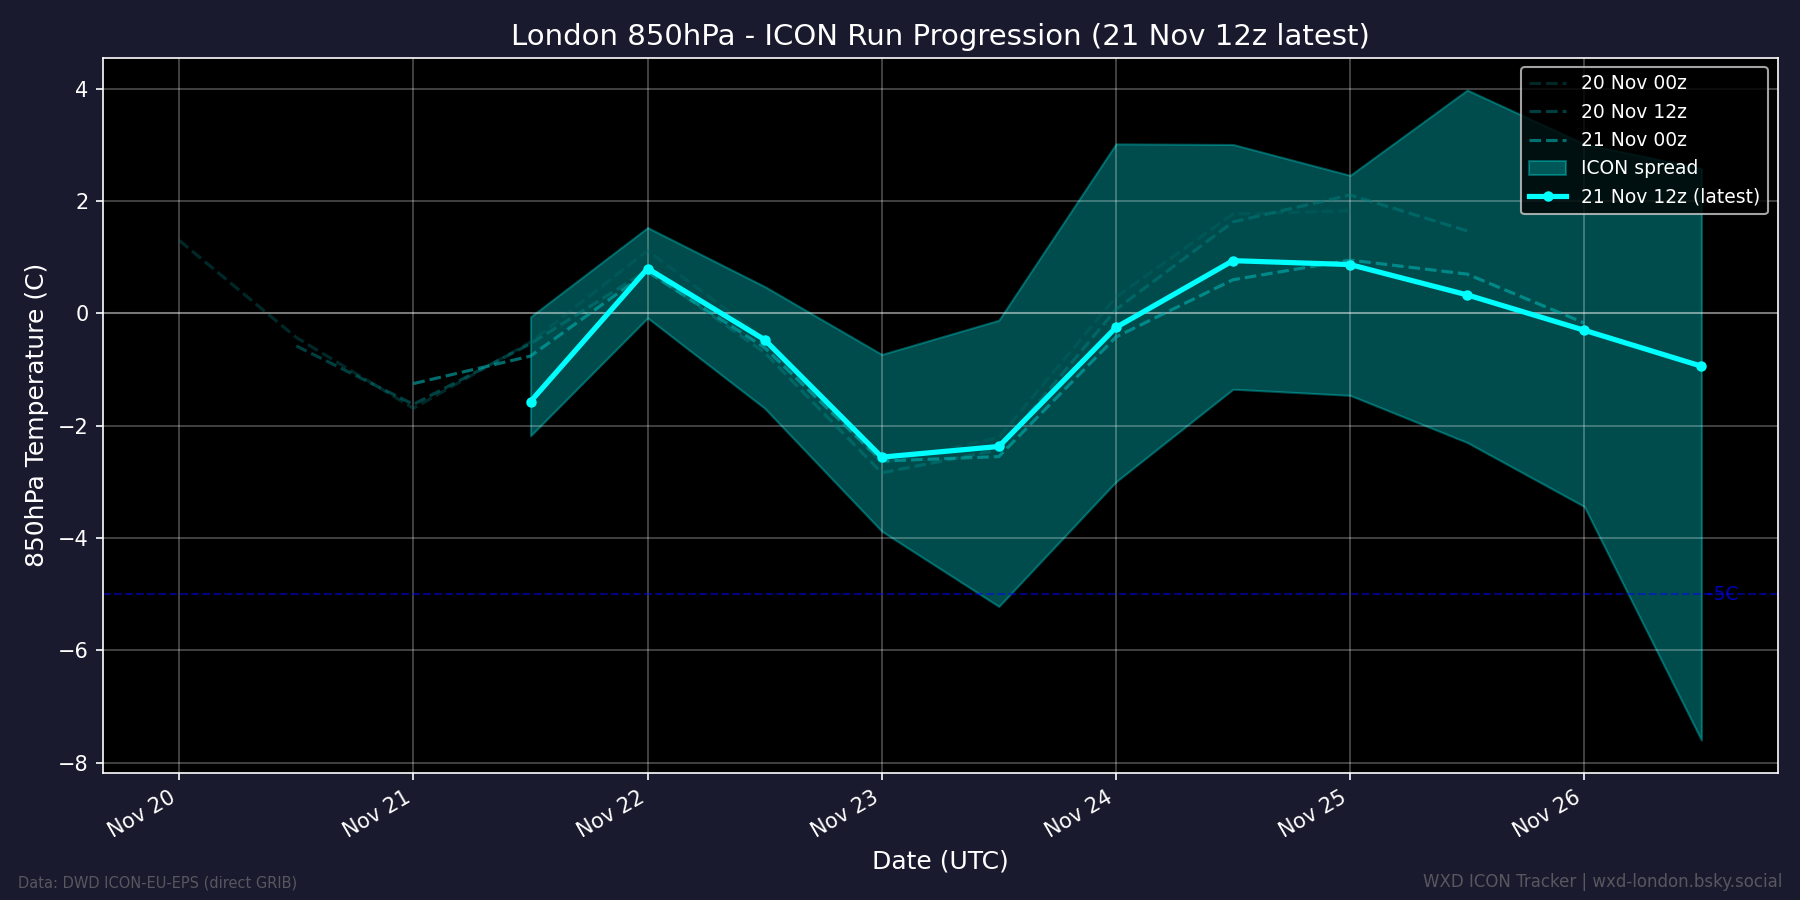 London 850hPa - ICON Run Progression (21 Nov 12z latest)
20 Nov 00z
20 Nov 12z
21 Nov 00z
ICON spread
21 Nov 12z (latest)
850hPa Temperature (C)
4
2
0
−2
−4
−6
−8
-5C
Nov 20
Nov 21
Nov 22
Nov 23
Nov 24
Nov 25
Nov 26
Date (UTC)
Data: DWD ICON-EU-EPS (direct GRIB)
WXD ICON Tracker | wxd-london.bsky.social